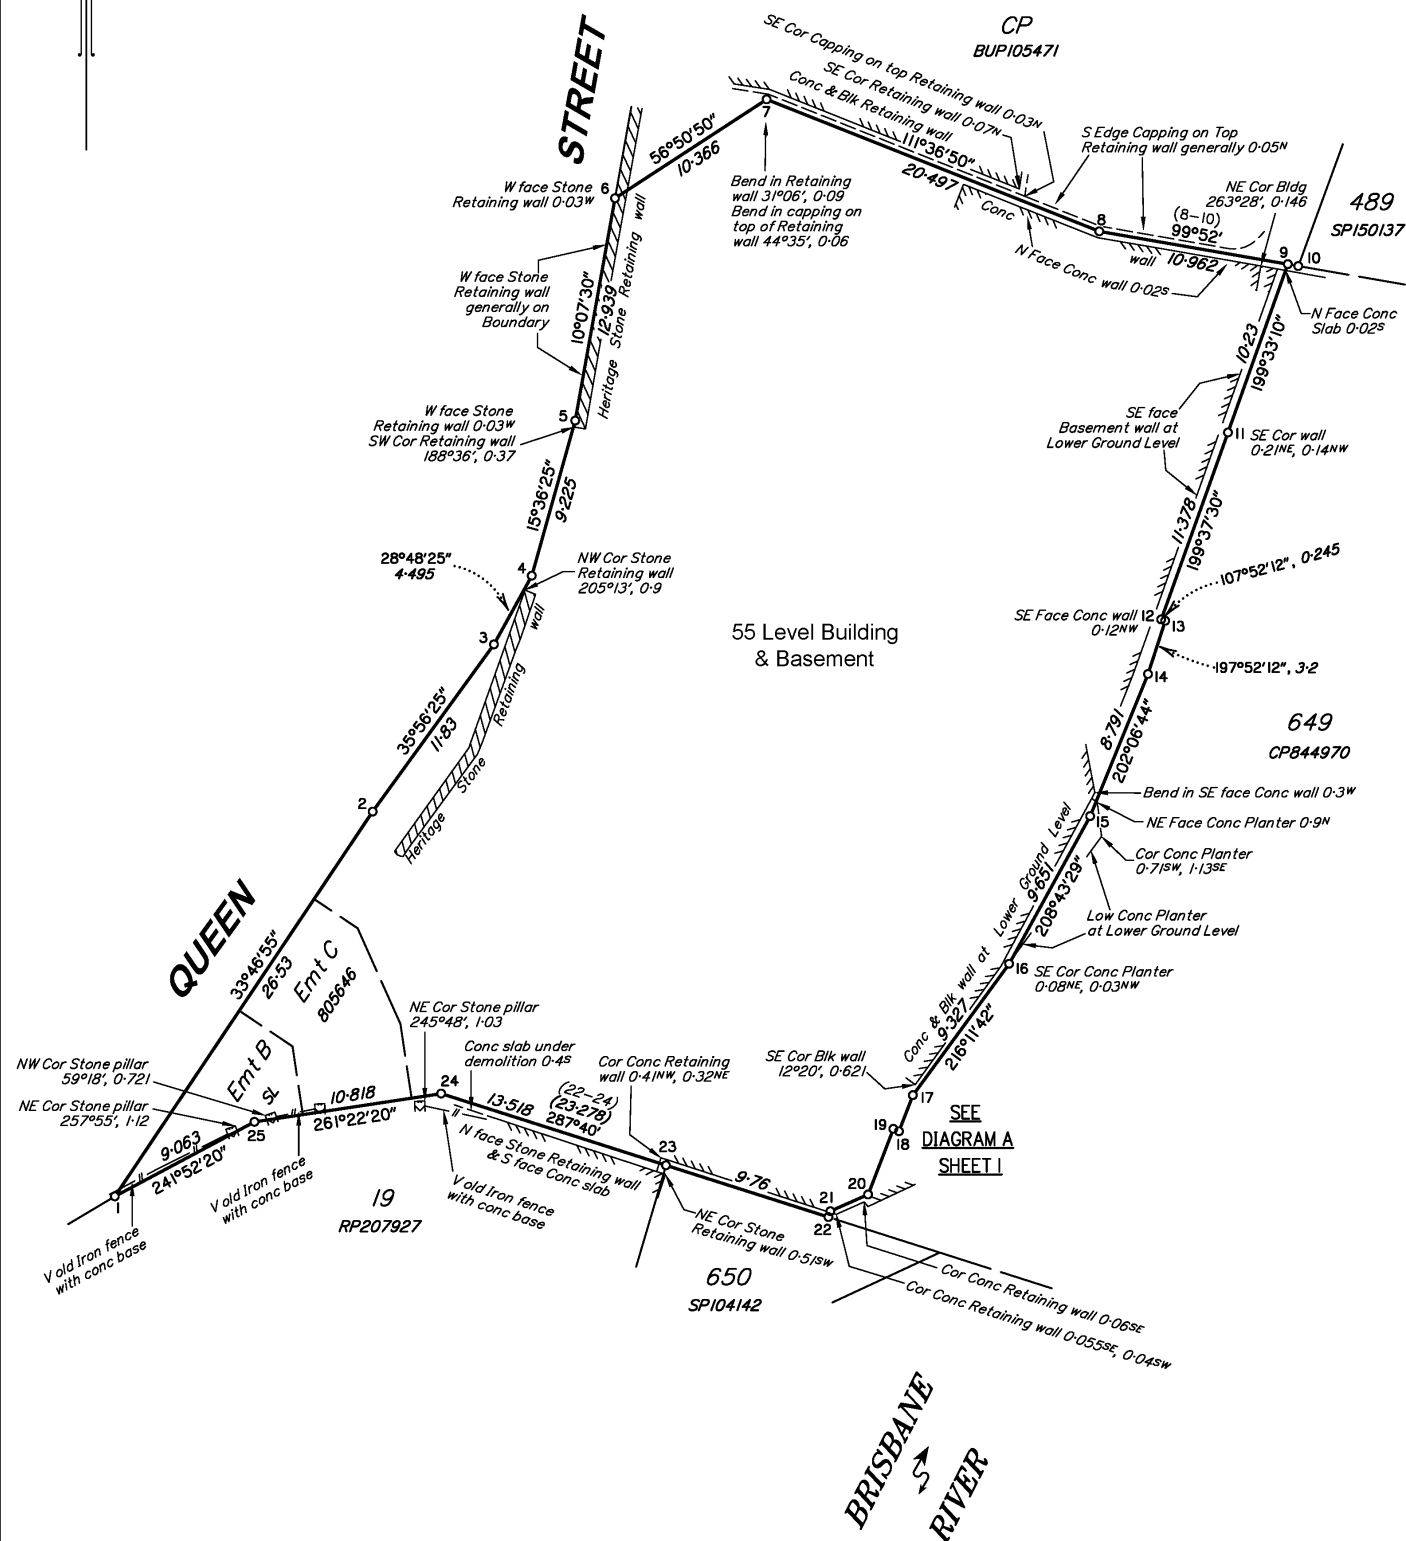 CP
BUP105471
STREET
SE Cor Capping on top Retaining wall 0·03N
SE Cor Retaining wall 0·07N
Conc & Blk Retaining wall
111°36'50"
20·497
7
56°50'50"
10·366
S Edge Capping on Top
Retaining wall generally 0·05N
NE Cor Bldg
263°28', 0·146
489
SP150137
W face Stone
Retaining wall 0·03W
6
Bend in Retaining
wall 31°06', 0·09
Bend in capping on
top of Retaining
wall 44°35', 0·06
Conc
8
(8-10)
99°52'
10·962
wall
9
10
N Face Conc wall 0·02S
N Face Conc
Slab 0·02S
W face Stone
Retaining wall
generally on
Boundary
10°07'30"
12·939
Heritage Stone Retaining wall
10·23
199°33'10"
W face Stone
Retaining wall 0·03W
SW Cor Retaining wall
188°36', 0·37
5
SE face
Basement wall at
Lower Ground Level
11
SE Cor wall
0·21NE, 0·14NW
15°36'25"
9·225
11·378
199°37'30"
28°48'25"
4·495
4
NW Cor Stone
Retaining wall
205°13', 0·9
107°52'12", 0·245
SE Face Conc wall
0·12NW
12
13
3
wall
55 Level Building
& Basement
197°52'12", 3·2
14
35°56'25"
11·83
Heritage Stone Retaining
649
CP844970
8·791
202°06'44"
2
Bend in SE face Conc wall 0·3W
NE Face Conc Planter 0·9N
15
Cor Conc Planter
0·71SW, 1·13SE
Conc & Blk wall at Lower Ground Level
9·651
208°43'29"
Low Conc Planter
at Lower Ground Level
QUEEN
33°46'55"
26·53
Emt C
805646
16
SE Cor Conc Planter
0·08NE, 0·03NW
9·327
216°11'42"
NE Cor Stone pillar
245°48', 1·03
Conc slab under
demolition 0·4S
Cor Conc Retaining
wall 0·41NW, 0·32NE
SE Cor Blk wall
12°20', 0·621
NW Cor Stone pillar
59°18', 0·721
NE Cor Stone pillar
257°55', 1·12
Emt B
SL
24
10·818
261°22'20"
25
13·518
(22-24)
(23·278)
287°40'
17
19
18
SEE
DIAGRAM A
SHEET 1
9·063
241°52'20"
N face Stone Retaining wall
& S face Conc slab
23
9·76
20
21
22
1
V old Iron fence
with conc base
V old Iron fence
with conc base
V old Iron fence
with conc base
19
RP207927
NE Cor Stone
Retaining wall 0·51SW
650
SP104142
Cor Conc Retaining wall 0·06SE
Cor Conc Retaining wall 0·055SE, 0·04SW
BRISBANE
RIVER